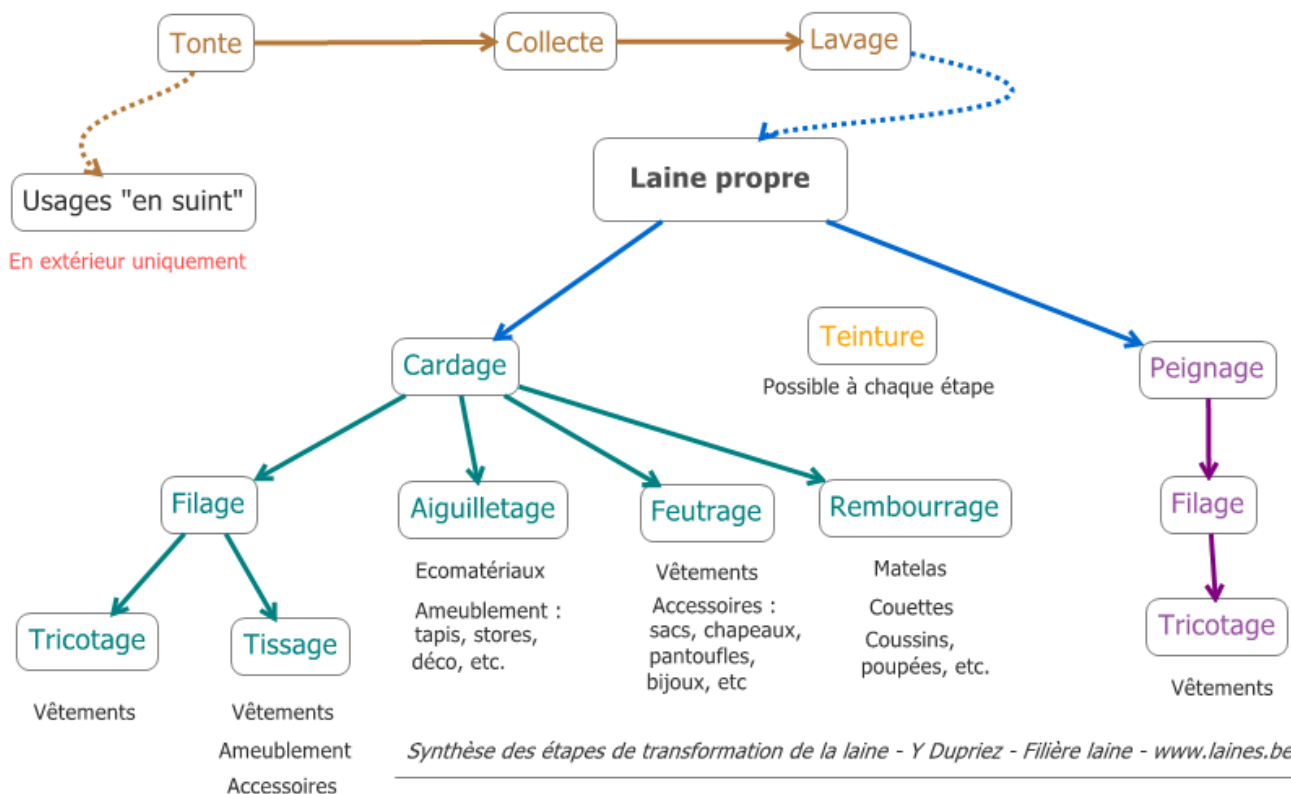 Tonte
Collecte
Lavage
Usages "en suint"
En extérieur uniquement
Laine propre
Teinture
Possible à chaque étape
Cardage
Peignage
Filage
Aiguilletage
Feutrage
Rembourrage
Filage
Ecomatériaux
Ameublement :
tapis, stores,
déco, etc.
Vêtements
Accessoires :
sacs, chapeaux,
pantoufles,
bijoux, etc
Matelas
Couettes
Coussins,
poupées, etc.
Tricotage
Tissage
Tricotage
Vêtements
Vêtements
Ameublement
Accessoires
Vêtements
Synthèse des étapes de transformation de la laine - Y Dupriez - Filière laine - www.laines.be